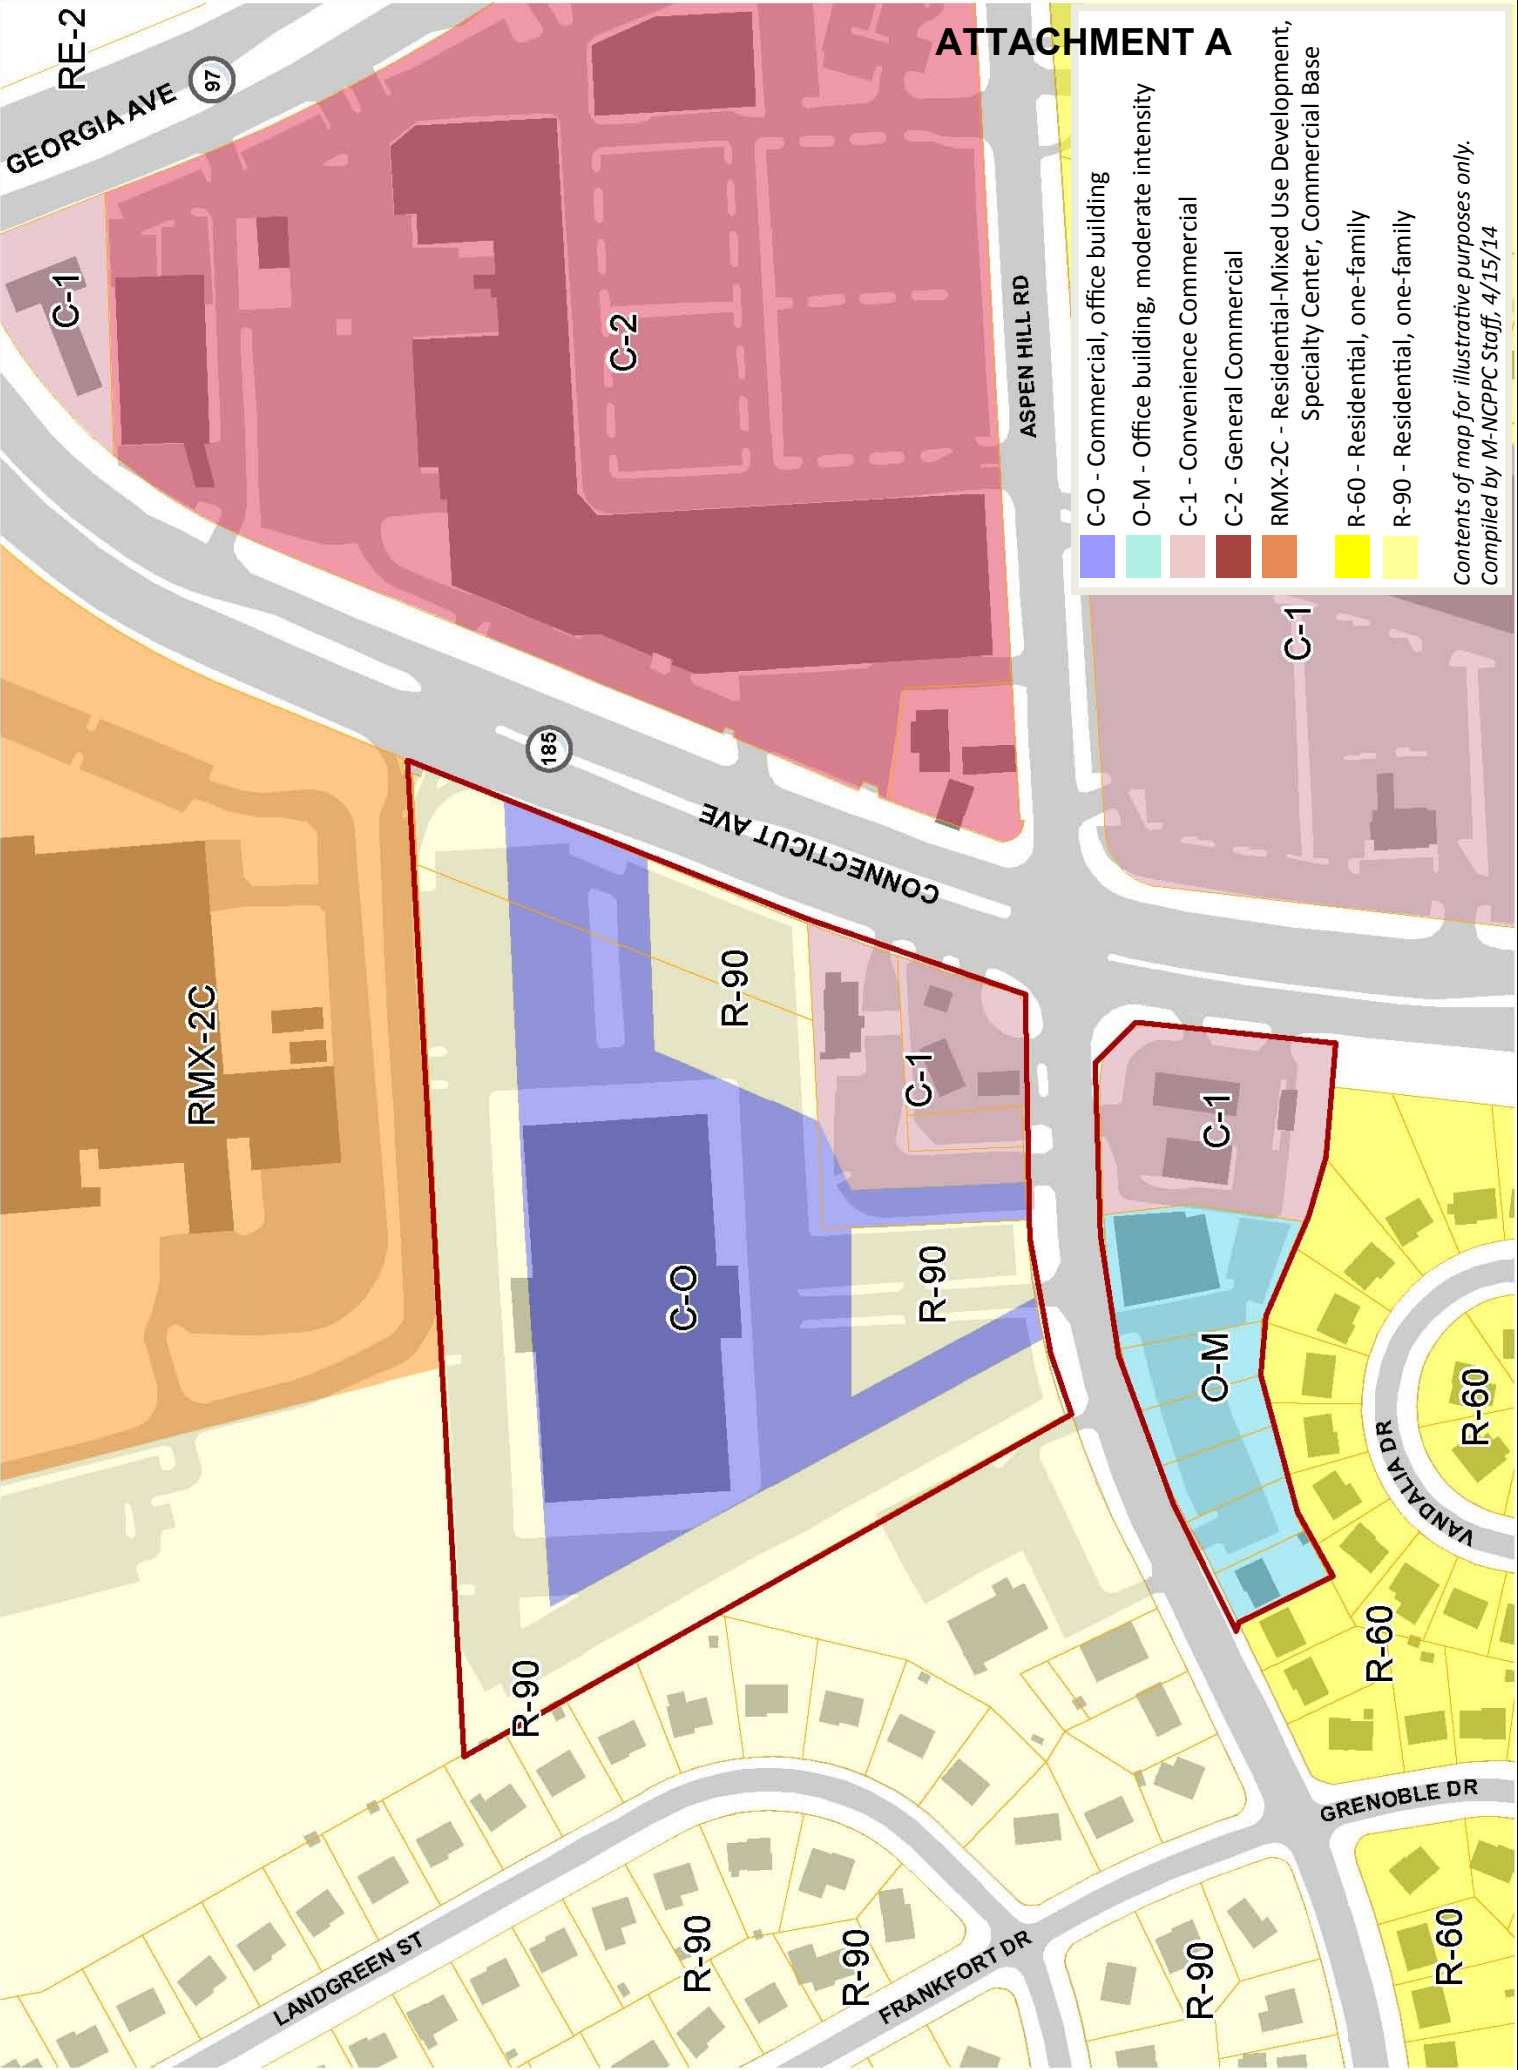 ATTACHMENT A
RE-2
GEORGIA AVE
97
C-1
C-2
ASPEN HILL RD
185
CONNECTICUT AVE
RMX-2C
R-90
C-1
C-O
R-90
C-1
C-1
O-M
R-90
R-60
VANDALIA DR
R-60
GRENOBLE DR
LANDGREEN ST
R-90
R-90
FRANKFORT DR
R-90
R-60
C-O - Commercial, office building
O-M - Office building, moderate intensity
C-1 - Convenience Commercial
C-2 - General Commercial
RMX-2C - Residential-Mixed Use Development,
Specialty Center, Commercial Base
R-60 - Residential, one-family
R-90 - Residential, one-family
Contents of map for illustrative purposes only.
Compiled by M-NCPPC Staff, 4/15/14